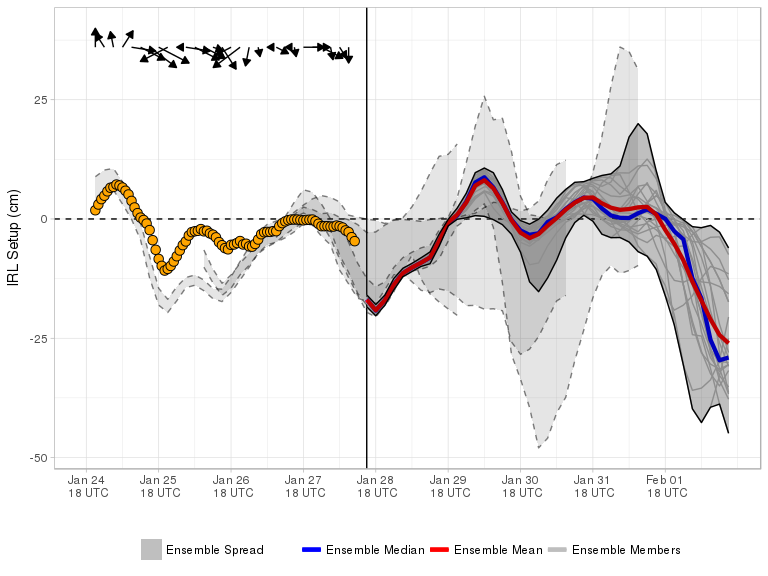 IRL Setup (cm)
25
0
-25
-50
Jan 24 Jan 25 Jan 26 Jan 27 Jan 28 Jan 29 Jan 30 Jan 31 Feb 01
18 UTC 18 UTC 18 UTC 18 UTC 18 UTC 18 UTC 18 UTC 18 UTC 18 UTC
Ensemble Spread Ensemble Median Ensemble Mean Ensemble Members